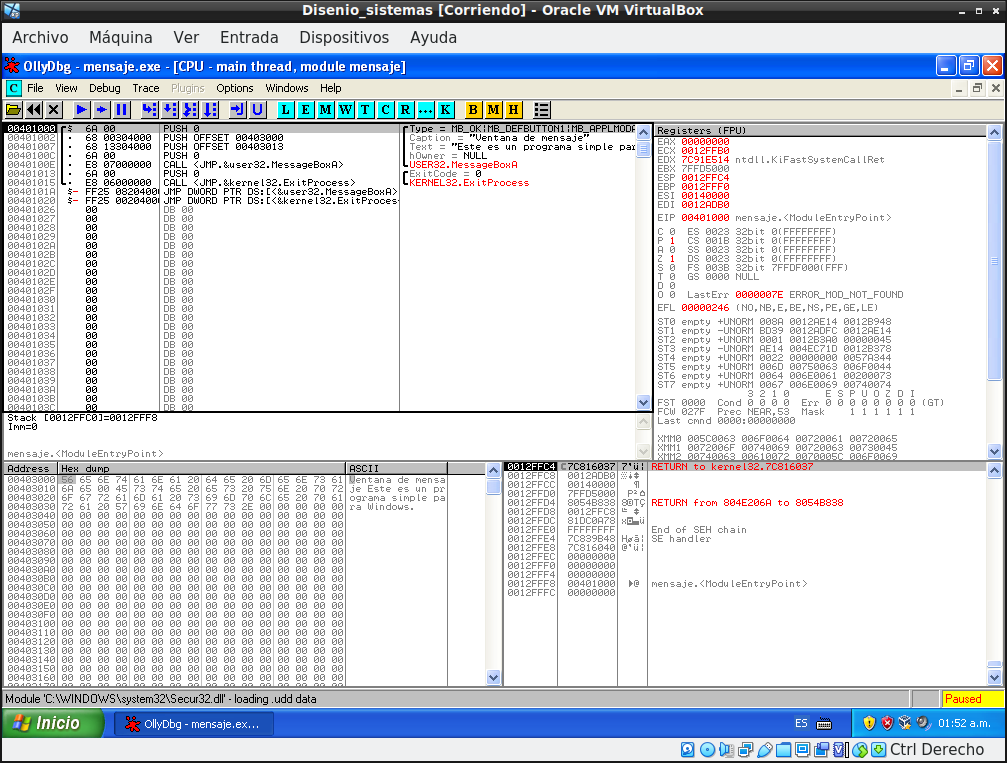 Disenio_sistemas [Corriendo] - Oracle VM VirtualBox
Archivo Máquina Ver Entrada Dispositivos Ayuda
OllyDbg - mensaje.exe - [CPU - main thread, module mensaje]
C File View Debug Trace Plugins Options Windows Help
L E M W T C R ... K B M H
00401000 $ 6A 00 PUSH 0 Type = MB_OK|MB_DEFBUTTON1|MB_APPLMODA
00401002 . 68 00304000 PUSH OFFSET 00403000 Caption = "Ventana de mensaje"
00401007 . 68 13304000 PUSH OFFSET 00403013 Text = "Este es un programa simple par
0040100C . 6A 00 PUSH 0 hOwner = NULL
0040100E . E8 07000000 CALL <JMP.&user32.MessageBoxA> USER32.MessageBoxA
00401013 . 6A 00 PUSH 0 ExitCode = 0
00401015 . E8 06000000 CALL <JMP.&kernel32.ExitProcess> KERNEL32.ExitProcess
0040101A $- FF25 08204000 JMP DWORD PTR DS:[<&user32.MessageBoxA>]
00401020 $- FF25 00204000 JMP DWORD PTR DS:[<&kernel32.ExitProces
00401026 00 DB 00
00401027 00 DB 00
00401028 00 DB 00
00401029 00 DB 00
0040102A 00 DB 00
0040102B 00 DB 00
0040102C 00 DB 00
0040102D 00 DB 00
0040102E 00 DB 00
0040102F 00 DB 00
00401030 00 DB 00
00401031 00 DB 00
00401032 00 DB 00
00401033 00 DB 00
00401034 00 DB 00
00401035 00 DB 00
00401036 00 DB 00
00401037 00 DB 00
00401038 00 DB 00
00401039 00 DB 00
0040103A 00 DB 00
0040103B 00 DB 00
0040103C 00 DB 00
Stack [0012FFC0]=0012FFF8
Imm=0
mensaje.<ModuleEntryPoint>
Registers (FPU)
EAX 00000000
ECX 0012FFB0
EDX 7C91E514 ntdll.KiFastSystemCallRet
EBX 7FFD5000
ESP 0012FFC4
EBP 0012FFF0
ESI 00140000
EDI 0012ADB0
EIP 00401000 mensaje.<ModuleEntryPoint>
C 0 ES 0023 32bit 0(FFFFFFFF)
P 1 CS 001B 32bit 0(FFFFFFFF)
A 0 SS 0023 32bit 0(FFFFFFFF)
Z 1 DS 0023 32bit 0(FFFFFFFF)
S 0 FS 003B 32bit 7FFDF000(FFF)
T 0 GS 0000 NULL
D 0
O 0 LastErr 0000007E ERROR_MOD_NOT_FOUND
EFL 00000246 (NO,NB,E,BE,NS,PE,GE,LE)
ST0 empty +UNORM 008A 0012AE14 0012B948
ST1 empty -UNORM BD39 0012ADFC 0012AE14
ST2 empty +UNORM 0001 0012B3A0 00000045
ST3 empty -UNORM AE14 004EC71D 0012B378
ST4 empty +UNORM 0022 00000000 0057A344
ST5 empty +UNORM 006D 00750063 006F0044
ST6 empty +UNORM 0064 006E0061 00200073
ST7 empty +UNORM 0067 006E0069 00740074
3 2 1 0 E S P U O Z D I
FST 0000 Cond 0 0 0 0 Err 0 0 0 0 0 0 0 0 (GT)
FCW 027F Prec NEAR,53 Mask 1 1 1 1 1 1
Last cmnd 0000:00000000
XMM0 005C0063 006F0064 00720061 00720065
XMM1 0072006F 006D0074 00200073 00730045
XMM2 00740063 00610072 0070005C 006F0069
Address Hex dump ASCII
00403000 56 65 6E 74 61 6E 61 20 64 65 20 6D 65 6E 73 61 Ventana de mensa
00403010 6A 65 00 45 73 74 65 20 65 73 20 75 6E 20 70 72 je Este es un pr
00403020 6F 67 72 61 6D 61 20 73 69 6D 70 6C 65 20 70 61 ograma simple pa
00403030 72 61 20 57 69 6E 64 6F 77 73 2E 00 00 00 00 00 ra Windows.
00403040 00 00 00 00 00 00 00 00 00 00 00 00 00 00 00 00
00403050 00 00 00 00 00 00 00 00 00 00 00 00 00 00 00 00
00403060 00 00 00 00 00 00 00 00 00 00 00 00 00 00 00 00
00403070 00 00 00 00 00 00 00 00 00 00 00 00 00 00 00 00
00403080 00 00 00 00 00 00 00 00 00 00 00 00 00 00 00 00
00403090 00 00 00 00 00 00 00 00 00 00 00 00 00 00 00 00
004030A0 00 00 00 00 00 00 00 00 00 00 00 00 00 00 00 00
004030B0 00 00 00 00 00 00 00 00 00 00 00 00 00 00 00 00
004030C0 00 00 00 00 00 00 00 00 00 00 00 00 00 00 00 00
004030D0 00 00 00 00 00 00 00 00 00 00 00 00 00 00 00 00
004030E0 00 00 00 00 00 00 00 00 00 00 00 00 00 00 00 00
004030F0 00 00 00 00 00 00 00 00 00 00 00 00 00 00 00 00
00403100 00 00 00 00 00 00 00 00 00 00 00 00 00 00 00 00
00403110 00 00 00 00 00 00 00 00 00 00 00 00 00 00 00 00
00403120 00 00 00 00 00 00 00 00 00 00 00 00 00 00 00 00
00403130 00 00 00 00 00 00 00 00 00 00 00 00 00 00 00 00
00403140 00 00 00 00 00 00 00 00 00 00 00 00 00 00 00 00
00403150 00 00 00 00 00 00 00 00 00 00 00 00 00 00 00 00
00403160 00 00 00 00 00 00 00 00 00 00 00 00 00 00 00 00
0012FFC4 7C816037 RETURN to kernel32.7C816037
0012FFC8 0012ADB0
0012FFCC 00140000
0012FFD0 7FFD5000
0012FFD4 8054B838 RETURN from 804E206A to 8054B838
0012FFD8 0012FFC8
0012FFDC 81DC0A78
0012FFE0 FFFFFFFF End of SEH chain
0012FFE4 7C839B48 SE handler
0012FFE8 7C816040
0012FFEC 00000000
0012FFF0 00000000
0012FFF4 00000000
0012FFF8 00401000 mensaje.<ModuleEntryPoint>
0012FFFC 00000000
Module 'C:\WINDOWS\system32\Secur32.dll' - loading .udd data Paused
Inicio OllyDbg - mensaje.ex... ES 01:52 a.m.
Ctrl Derecho